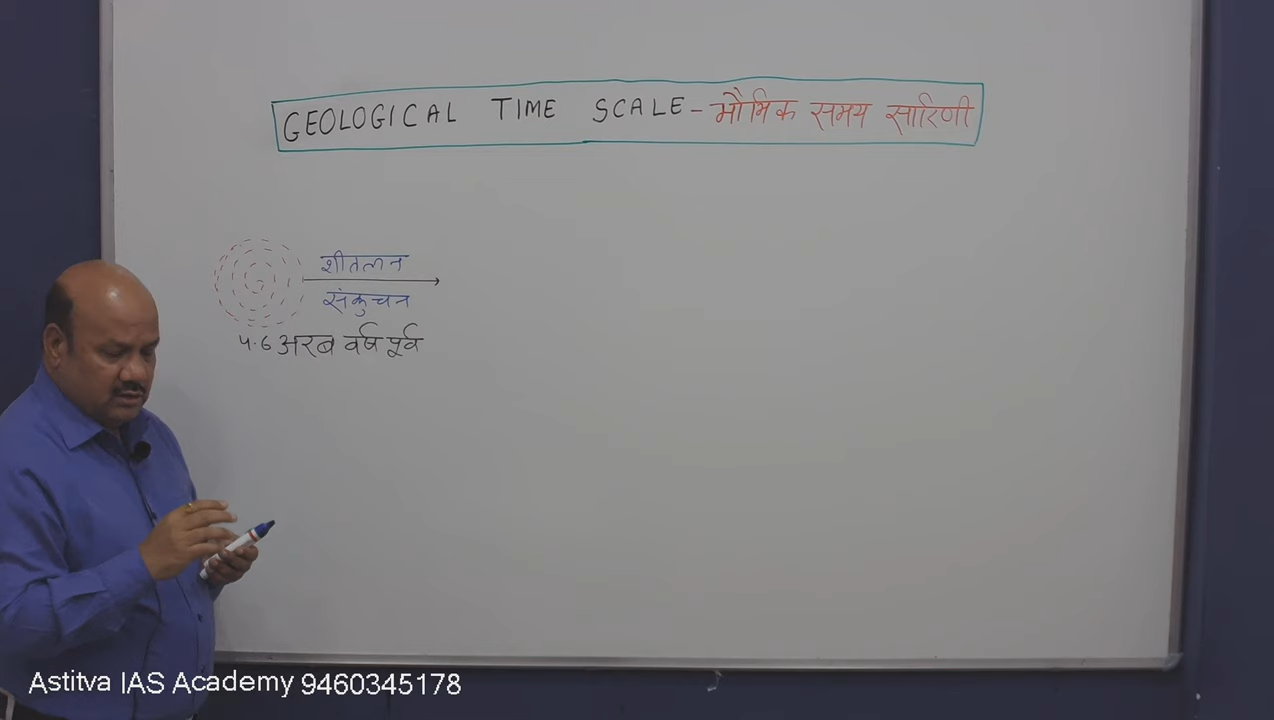 GEOLOGICAL TIME SCALE - भौमिक समय सारिणी
शीतलन
संकुचन
4.6 अरब वर्ष पूर्व
Astitva IAS Academy 9460345178